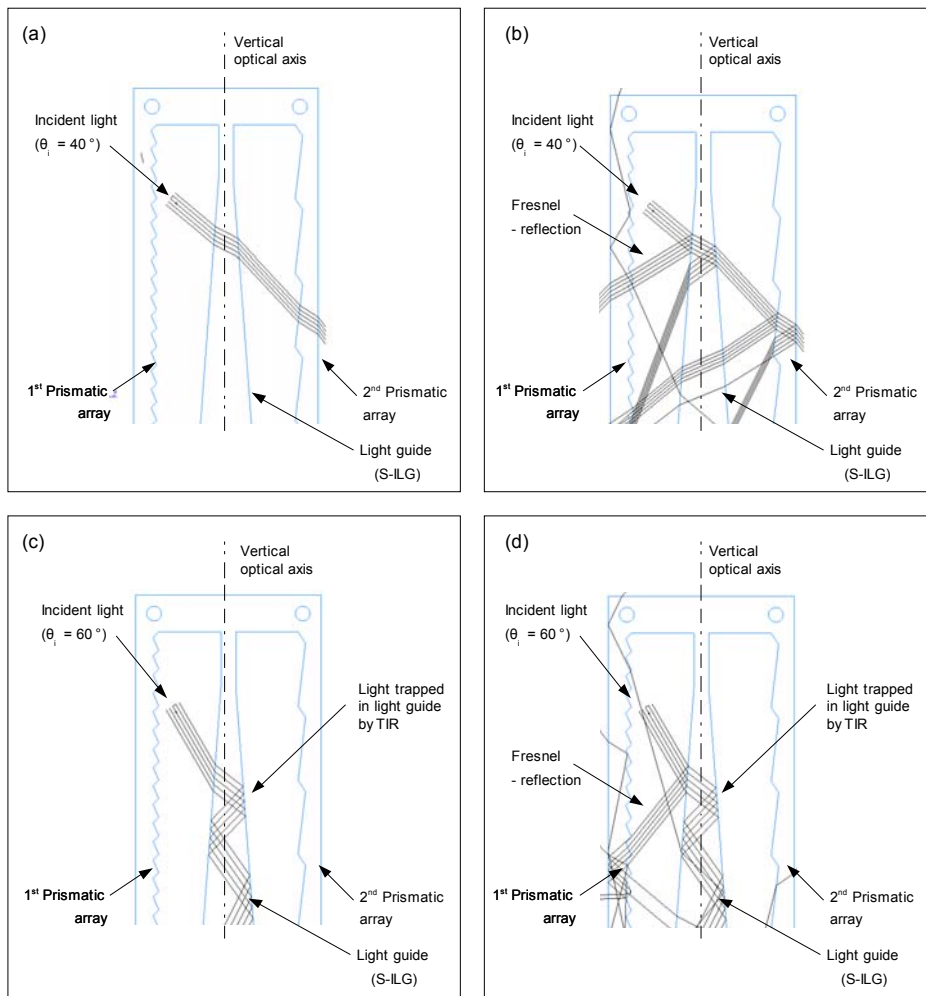 (a)
Vertical
optical axis
Incident light
(θi = 40 °)
1st Prismatic
array
2nd Prismatic
array
Light guide
(S-ILG)
(b)
Vertical
optical axis
Incident light
(θi = 40 °)
Fresnel
- reflection
1st Prismatic
array
2nd Prismatic
array
Light guide
(S-ILG)
(c)
Vertical
optical axis
Incident light
(θi = 60 °)
Light trapped
in light guide
by TIR
1st Prismatic
array
2nd Prismatic
array
Light guide
(S-ILG)
(d)
Vertical
optical axis
Incident light
(θi = 60 °)
Light trapped
in light guide
by TIR
Fresnel
- reflection
1st Prismatic
array
2nd Prismatic
array
Light guide
(S-ILG)